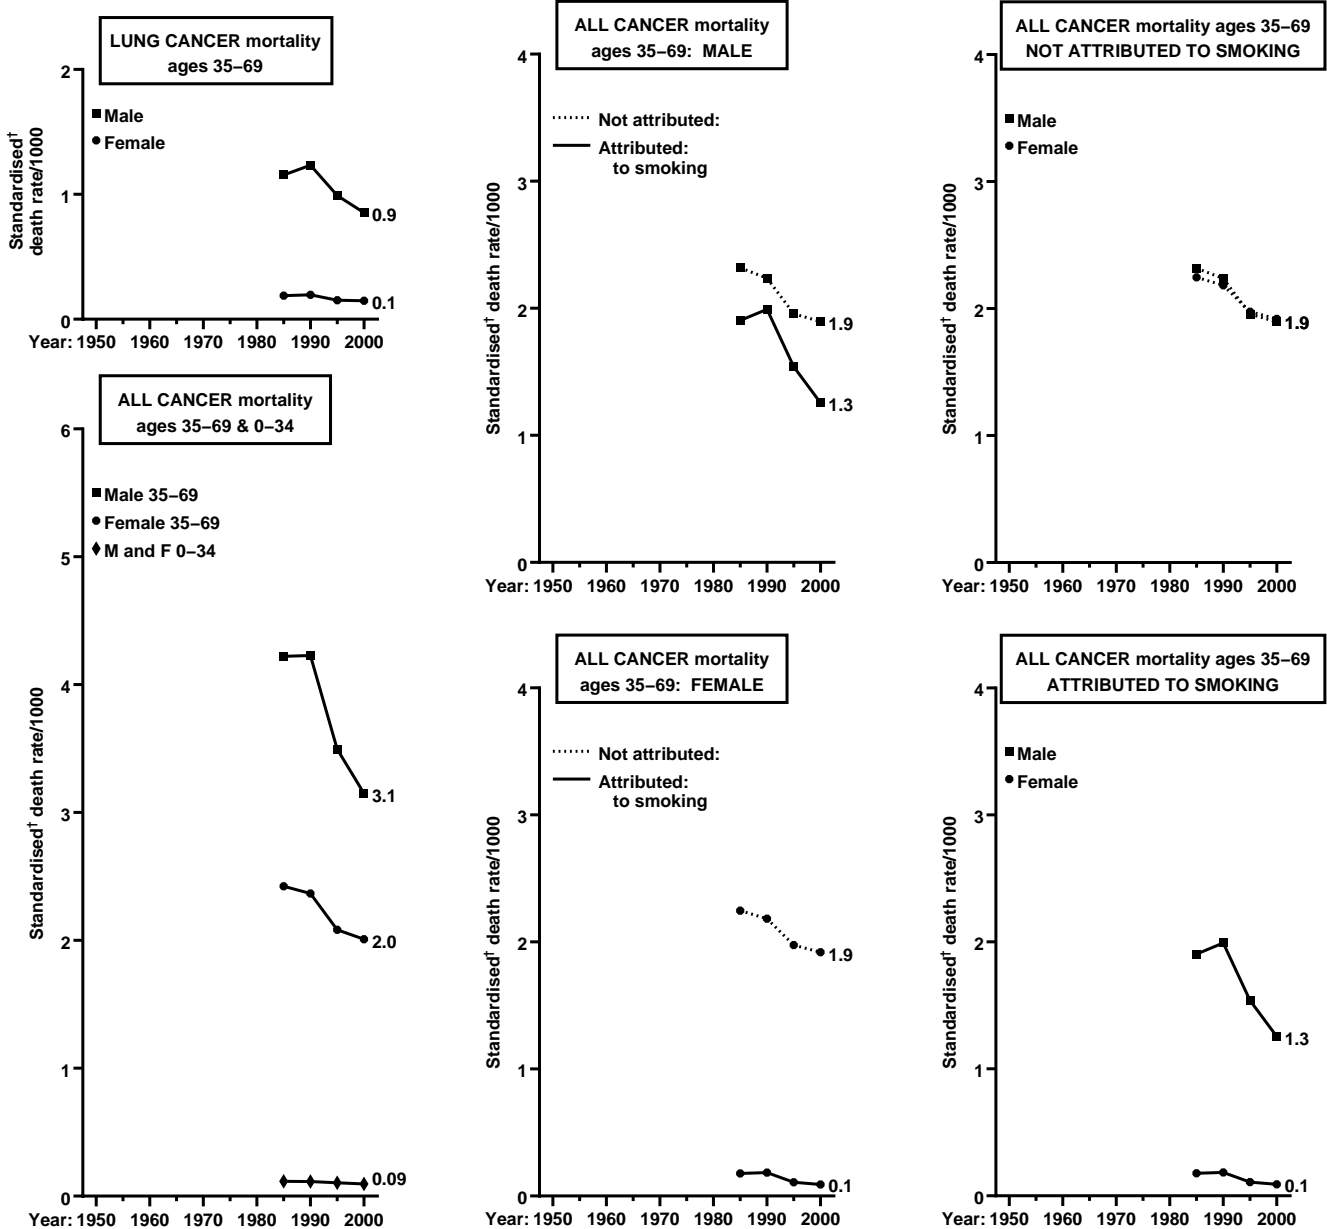 LUNG CANCER mortality
ages 35–69
2
Male
Female
Standardised†
death rate/1000
1
0.9
0.1
0
Year: 1950 1960 1970 1980 1990 2000
ALL CANCER mortality
ages 35–69 & 0–34
6
Male 35–69
Female 35–69
M and F 0–34
5
4
Standardised† death rate/1000
3.1
3
2.0
2
1
0.09
0
Year: 1950 1960 1970 1980 1990 2000
ALL CANCER mortality
ages 35–69: MALE
4
Not attributed:
Attributed:
to smoking
3
Standardised† death rate/1000
2
1.9
1.3
1
0
Year: 1950 1960 1970 1980 1990 2000
ALL CANCER mortality
ages 35–69: FEMALE
4
Not attributed:
Attributed:
to smoking
3
Standardised† death rate/1000
2
1.9
1
0.1
0
Year: 1950 1960 1970 1980 1990 2000
ALL CANCER mortality ages 35–69
NOT ATTRIBUTED TO SMOKING
4
Male
Female
3
Standardised† death rate/1000
2
1.9
1
0
Year: 1950 1960 1970 1980 1990 2000
ALL CANCER mortality ages 35–69
ATTRIBUTED TO SMOKING
4
Male
Female
3
Standardised† death rate/1000
2
1.3
1
0.1
0
Year: 1950 1960 1970 1980 1990 2000